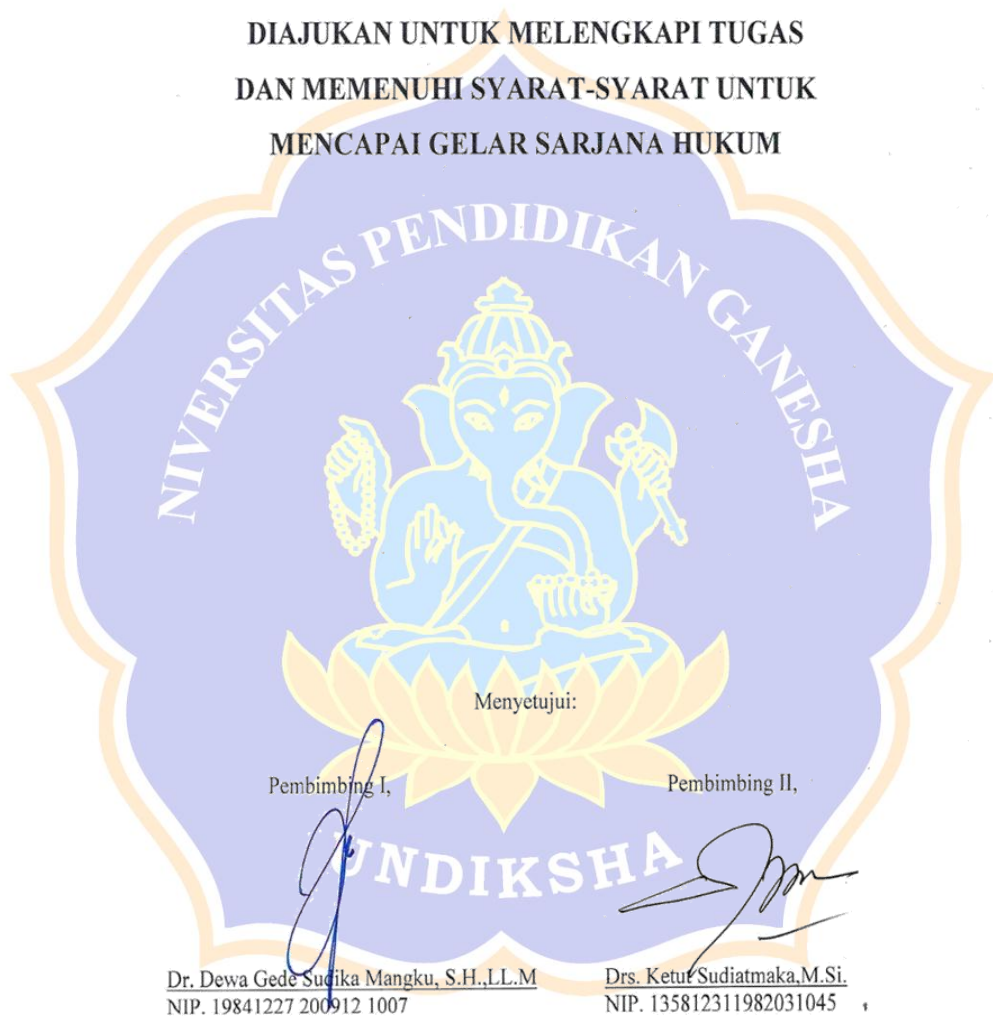 DIAJUKAN UNTUK MELENGKAPI TUGAS
DAN MEMENUHI SYARAT-SYARAT UNTUK
MENCAPAI GELAR SARJANA HUKUM
NIVERSITAS PENDIDIKAN GANESHA
Menyetujui:
Pembimbing I,
Pembimbing II,
UNDIKSHA
Dr. Dewa Gede Sudika Mangku, S.H.,LL.M
Drs. Ketut Sudiatmaka,M.Si.
NIP. 19841227 200912 1007
NIP. 135812311982031045